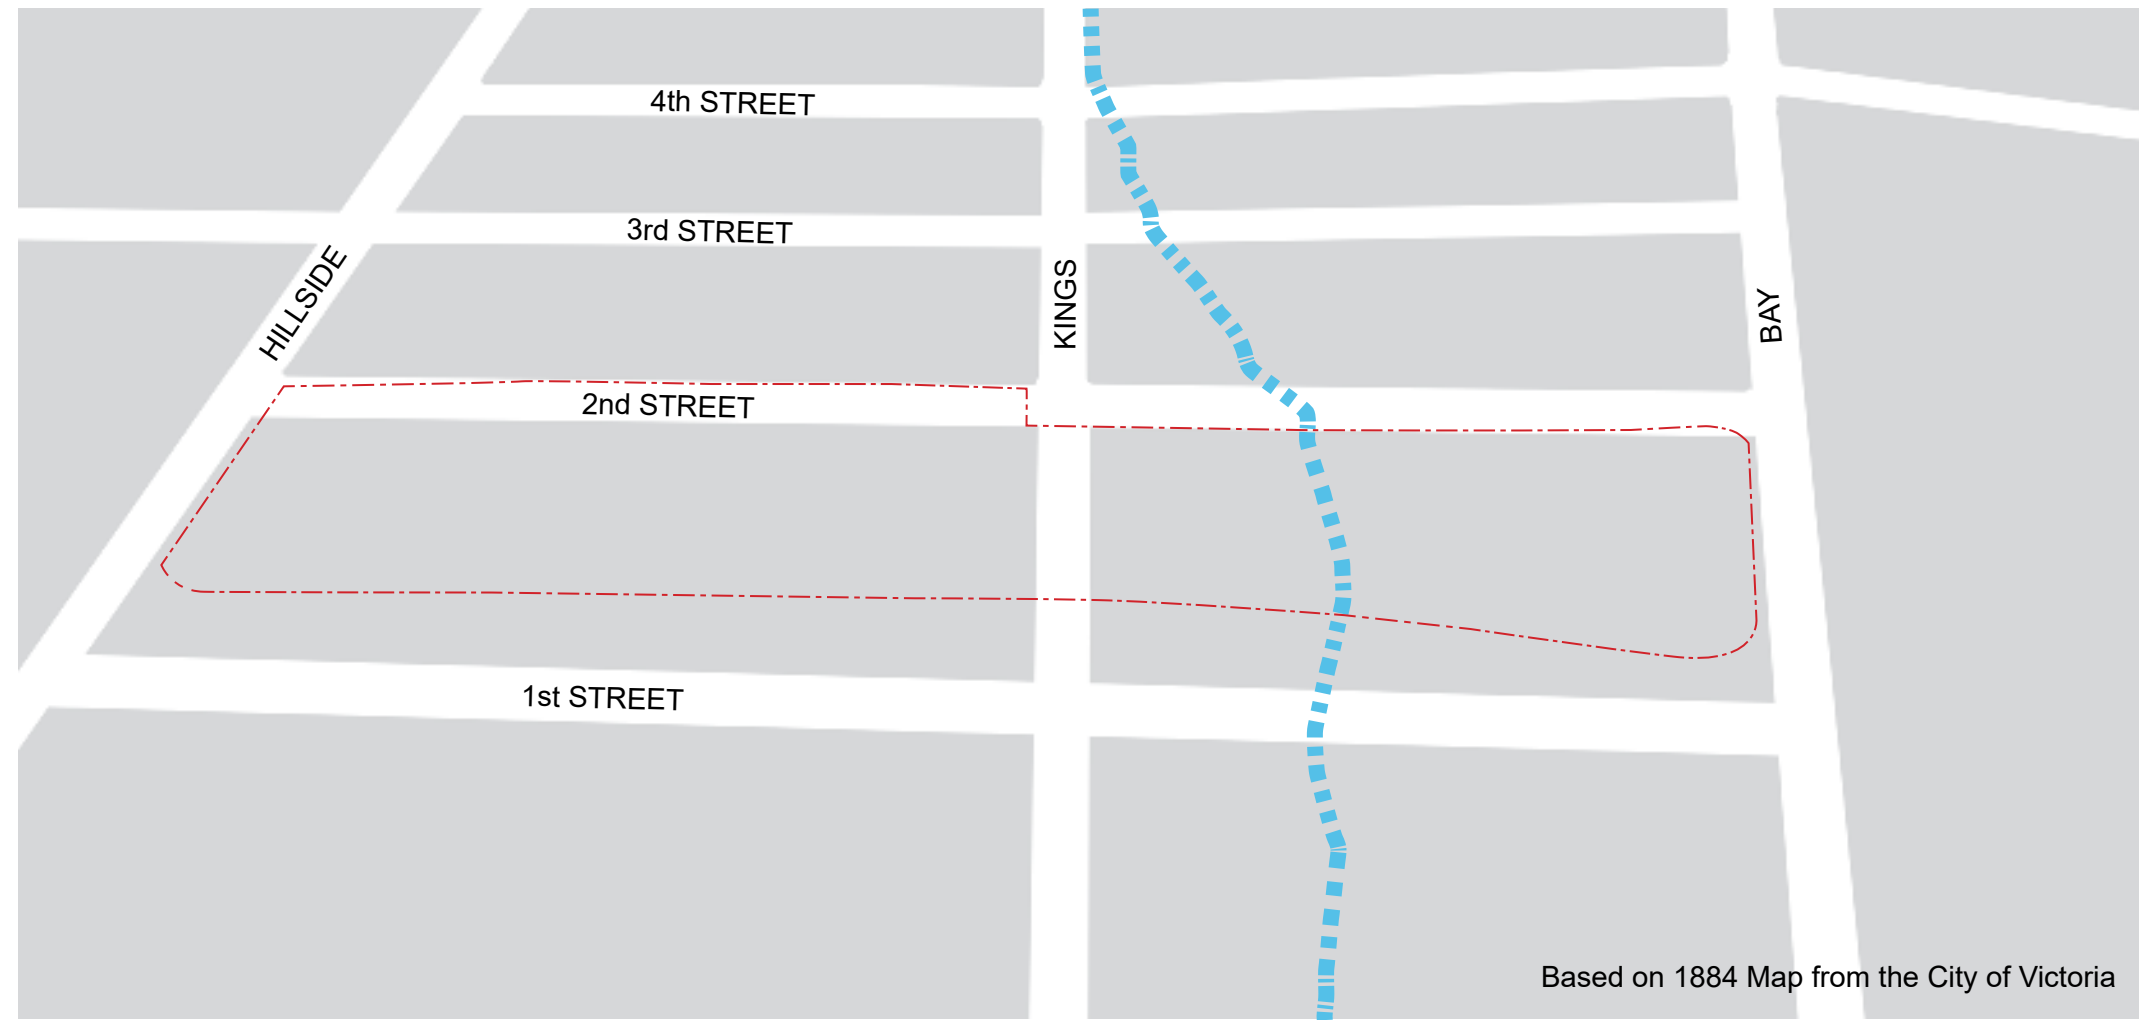 4th STREET
3rd STREET
HILLSIDE
KINGS
BAY
2nd STREET
1st STREET
Based on 1884 Map from the City of Victoria